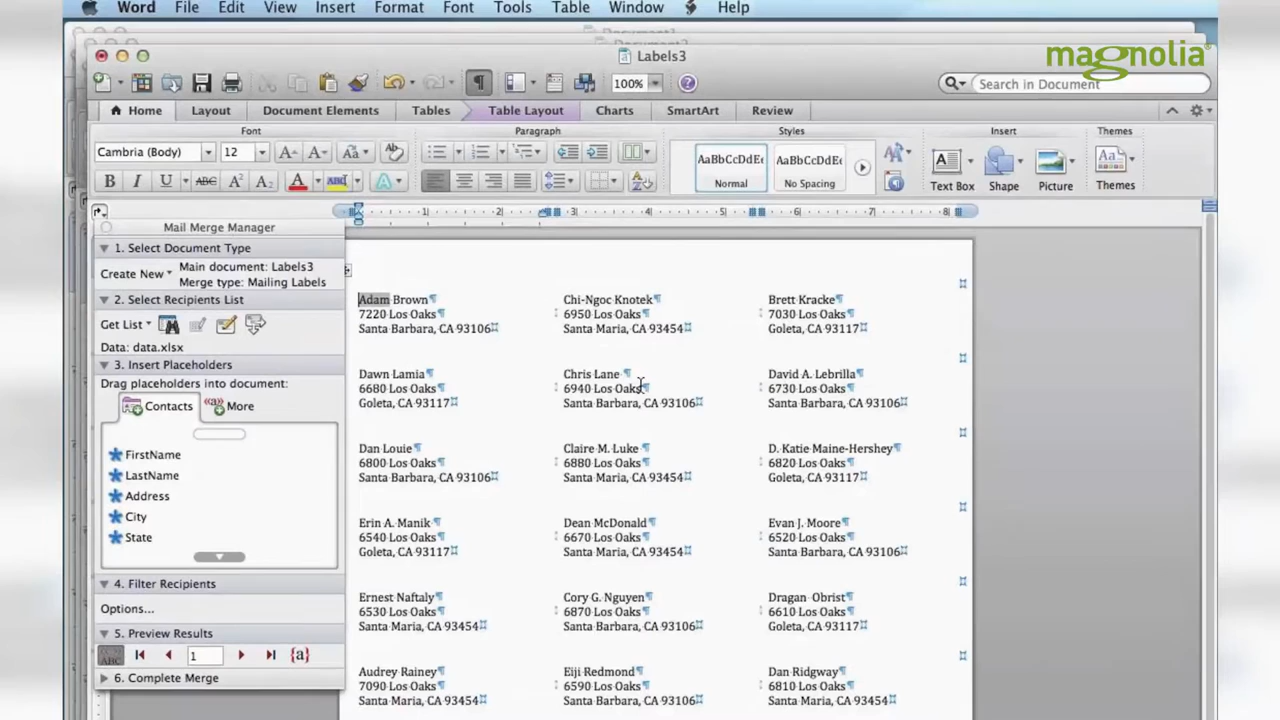 Word File Edit View Insert Format Font Tools Table Window Help
Labels3
magnolia®
100%
Search in Document
Home Layout Document Elements Tables Table Layout Charts SmartArt Review
Font Paragraph Styles Insert Themes
Cambria (Body) 12
AaBbCcDdEe AaBbCcDdEe
Normal No Spacing
Text Box Shape Picture Themes
Mail Merge Manager
1. Select Document Type
Create New
Main document: Labels3
Merge type: Mailing Labels
2. Select Recipients List
Get List
Data: data.xlsx
3. Insert Placeholders
Drag placeholders into document:
Contacts More
FirstName
LastName
Address
City
State
4. Filter Recipients
Options...
5. Preview Results
1
6. Complete Merge
Adam Brown
7220 Los Oaks
Santa Barbara, CA 93106
Chi-Ngoc Knotek
6950 Los Oaks
Santa Maria, CA 93454
Brett Kracke
7030 Los Oaks
Goleta, CA 93117
Dawn Lamia
6680 Los Oaks
Goleta, CA 93117
Chris Lane
6940 Los Oaks
Santa Barbara, CA 93106
David A. Lebrilla
6730 Los Oaks
Santa Barbara, CA 93106
Dan Louie
6800 Los Oaks
Santa Barbara, CA 93106
Claire M. Luke
6880 Los Oaks
Santa Maria, CA 93454
D. Katie Maine-Hershey
6820 Los Oaks
Goleta, CA 93117
Erin A. Manik
6540 Los Oaks
Goleta, CA 93117
Dean McDonald
6670 Los Oaks
Santa Maria, CA 93454
Evan J. Moore
6520 Los Oaks
Santa Barbara, CA 93106
Ernest Naftaly
6530 Los Oaks
Santa Maria, CA 93454
Cory G. Nguyen
6870 Los Oaks
Santa Barbara, CA 93106
Dragan Obrist
6610 Los Oaks
Goleta, CA 93117
Audrey Rainey
7090 Los Oaks
Santa Maria, CA 93454
Eiji Redmond
6590 Los Oaks
Santa Barbara, CA 93106
Dan Ridgway
6810 Los Oaks
Santa Maria, CA 93454